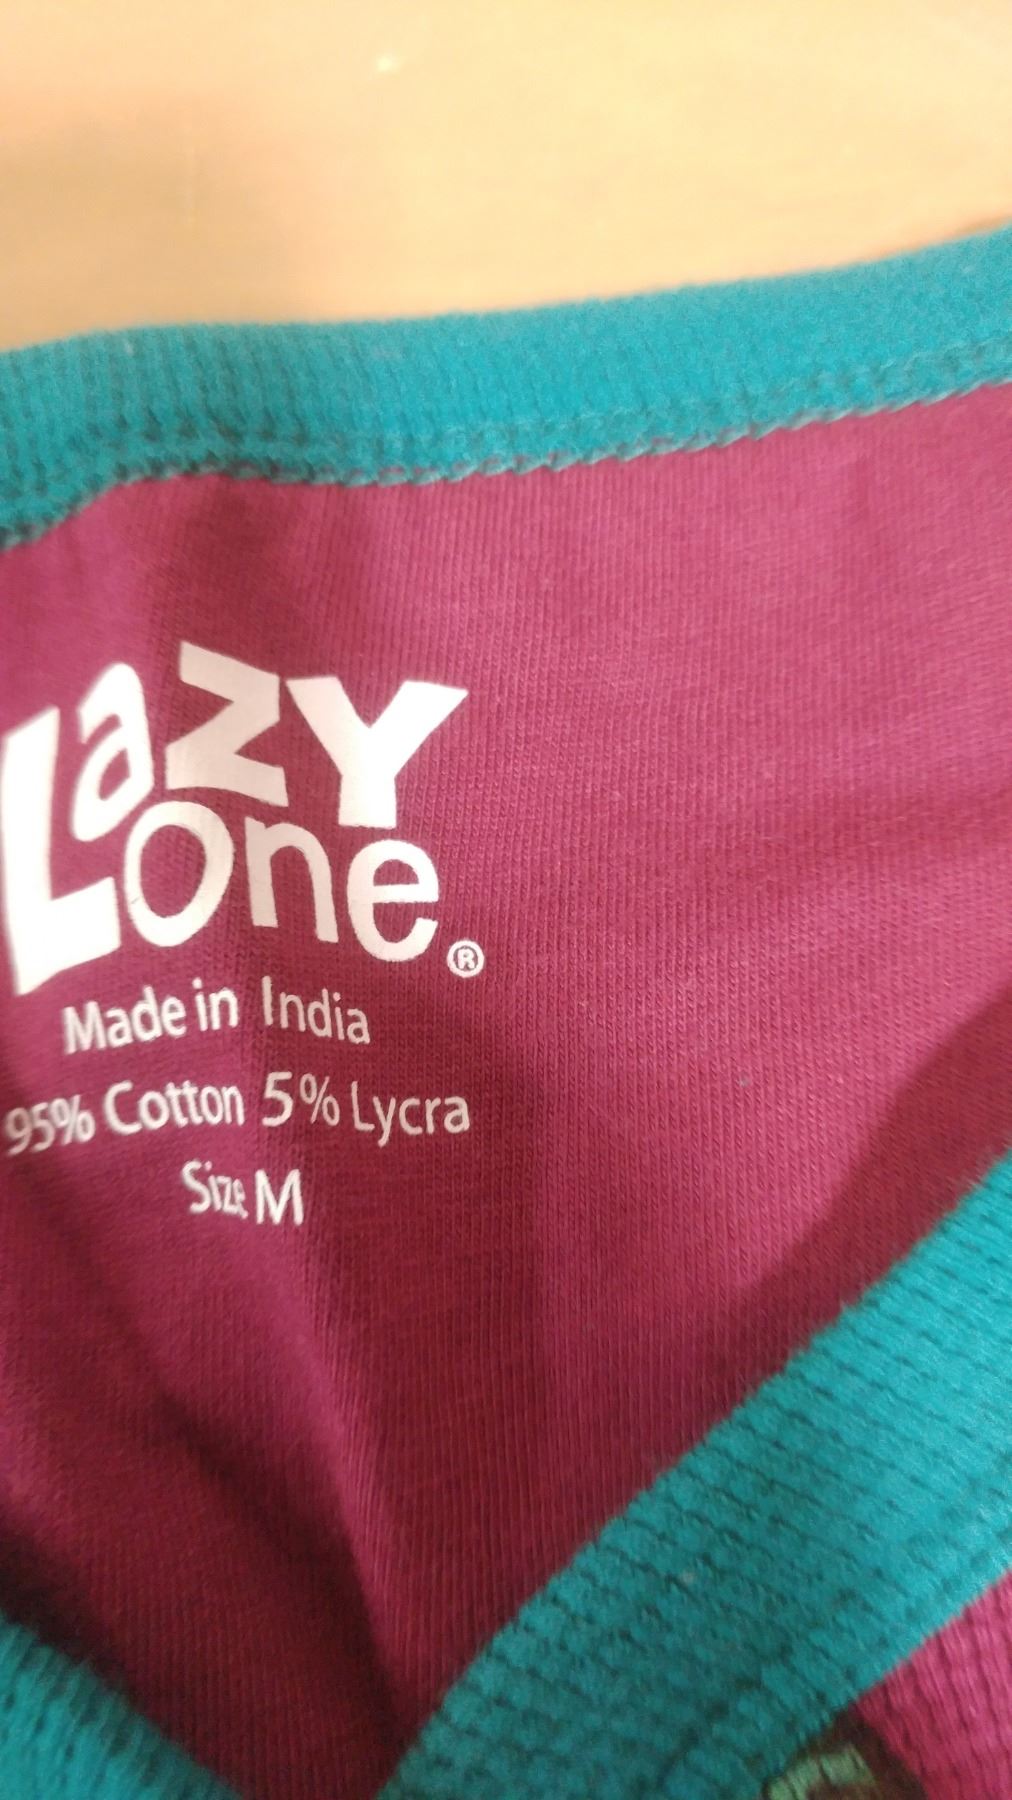 Lazy
One®
Made in India
95% Cotton 5% Lycra
Size M